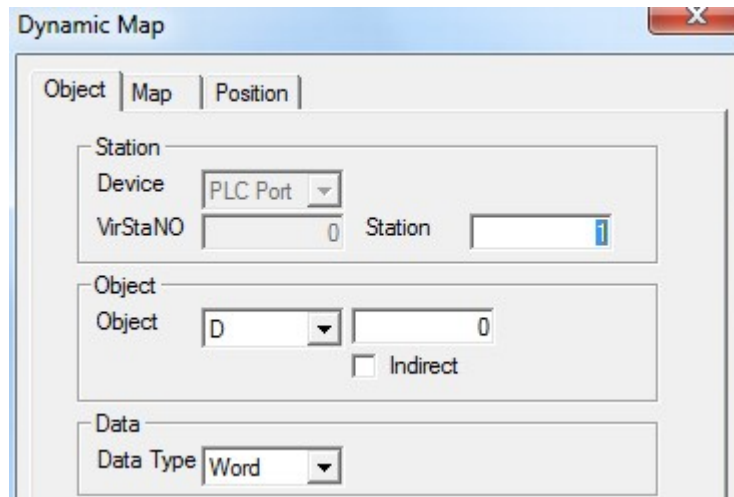 Dynamic Map
Object Map Position
Station
Device PLC Port
VirStaNO 0 Station 1
Object
Object D 0
Indirect
Data
Data Type Word